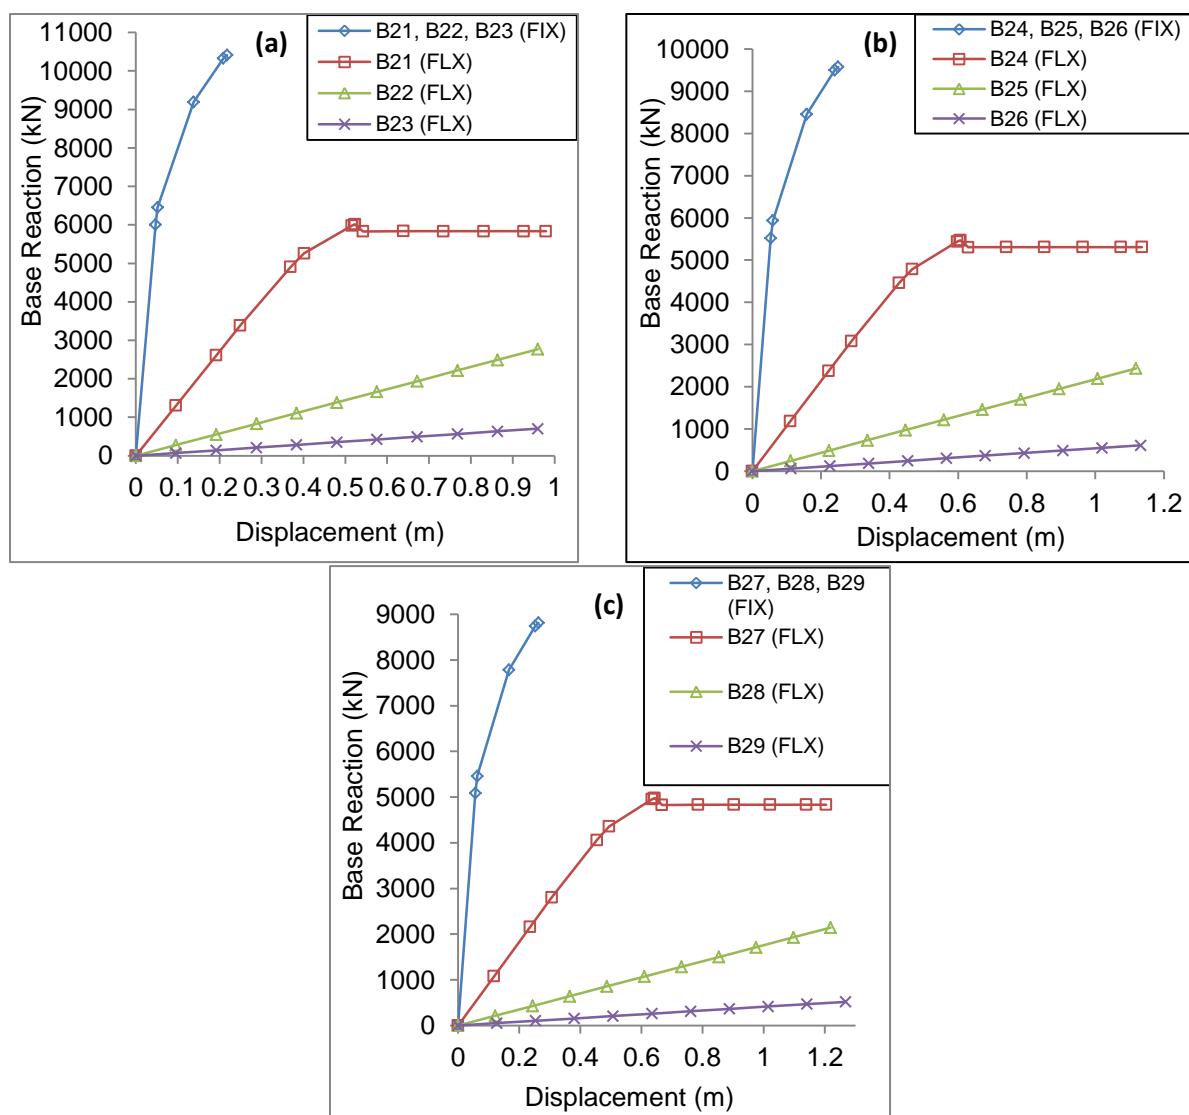 (a)
B21, B22, B23 (FIX)
B21 (FLX)
B22 (FLX)
B23 (FLX)
Base Reaction (kN)
11000
10000
9000
8000
7000
6000
5000
4000
3000
2000
1000
0
0 0.1 0.2 0.3 0.4 0.5 0.6 0.7 0.8 0.9 1
Displacement (m)
(b)
B24, B25, B26 (FIX)
B24 (FLX)
B25 (FLX)
B26 (FLX)
Base Reaction (kN)
10000
9000
8000
7000
6000
5000
4000
3000
2000
1000
0
0 0.2 0.4 0.6 0.8 1 1.2
Displacement (m)
(c)
B27, B28, B29
(FIX)
B27 (FLX)
B28 (FLX)
B29 (FLX)
Base Reaction (kN)
9000
8000
7000
6000
5000
4000
3000
2000
1000
0
0 0.2 0.4 0.6 0.8 1 1.2
Displacement (m)